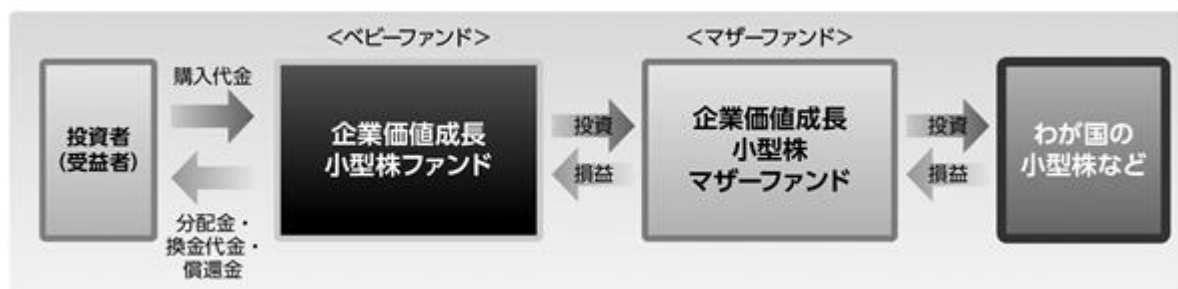 <ベビーファンド>
<マザーファンド>
投資者
(受益者)
購入代金
分配金・
換金代金・
償還金
企業価値成長
小型株ファンド
投資
損益
企業価値成長
小型株
マザーファンド
投資
損益
わが国の
小型株など